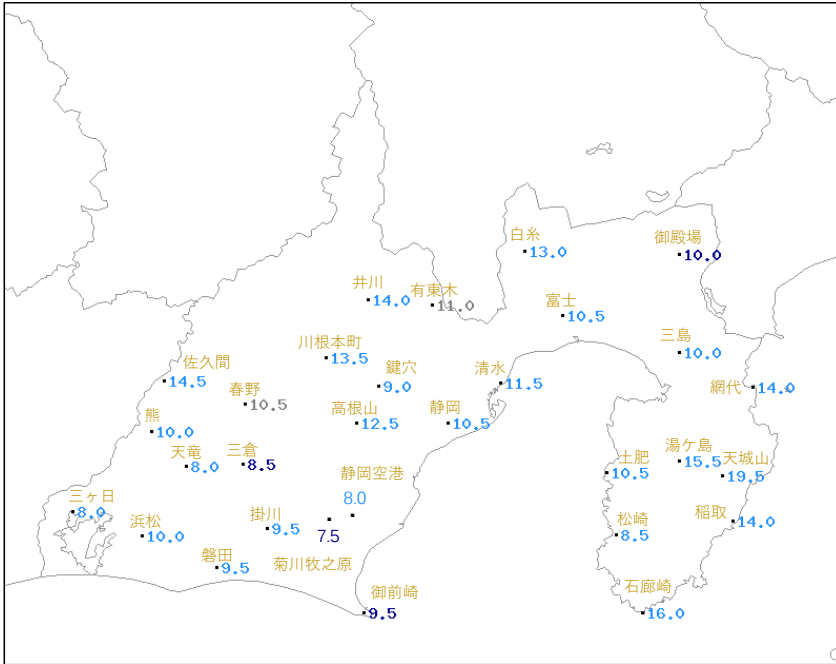 白糸
13.0
御殿場
10.0
井川
14.0
有東木
11.0
富士
10.5
川根本町
13.5
三島
10.0
佐久間
14.5
鍵穴
9.0
清水
11.5
網代
14.0
春野
10.5
高根山
12.5
静岡
10.5
熊
10.0
天竜
8.0
三倉
8.5
静岡空港
8.0
土肥
10.5
湯ケ島
15.5
天城山
19.5
三ヶ日
8.0
浜松
10.0
掛川
9.5
7.5
菊川牧之原
松崎
8.5
稲取
14.0
磐田
9.5
御前崎
9.5
石廊崎
16.0